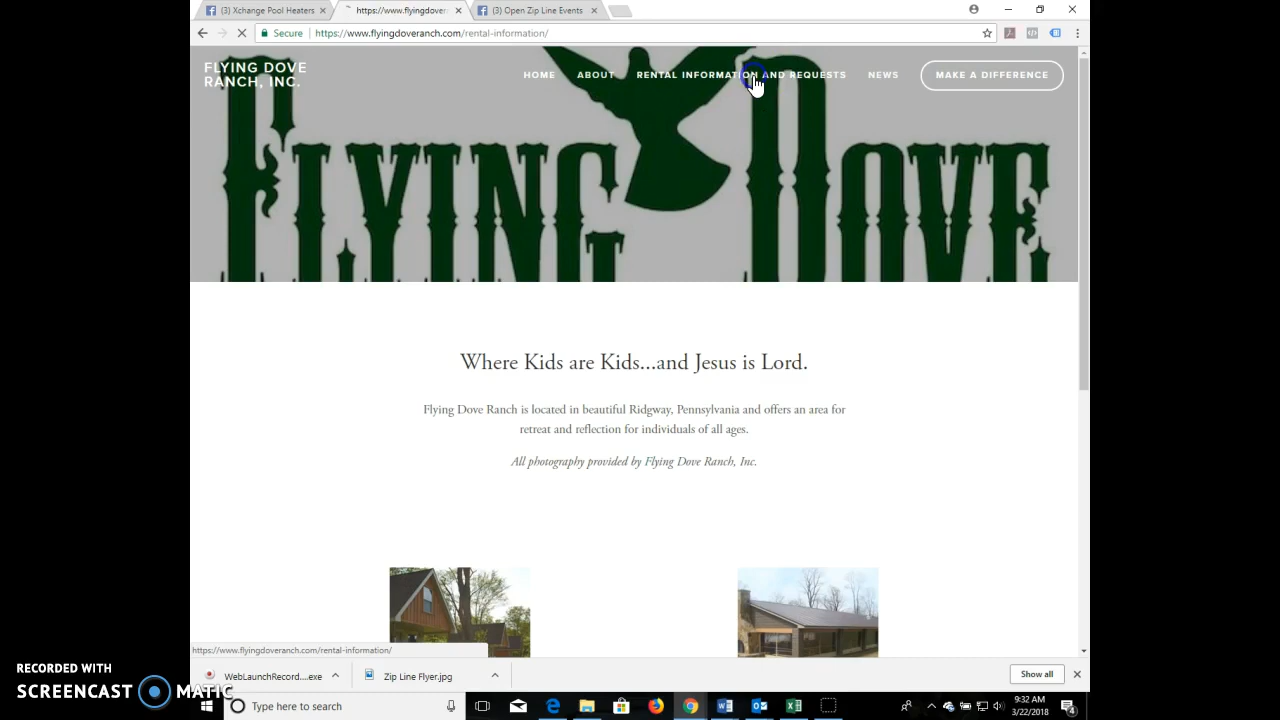 (3) Xchange Pool Heaters
https://www.flyingdover
(3) Open Zip Line Events
Secure
https://www.flyingdoveranch.com/rental-information/
FLYING DOVE
RANCH, INC.
HOME
ABOUT
RENTAL INFORMATION AND REQUESTS
NEWS
MAKE A DIFFERENCE
FLYING DOVE
Where Kids are Kids...and Jesus is Lord.
Flying Dove Ranch is located in beautiful Ridgway, Pennsylvania and offers an area for
retreat and reflection for individuals of all ages.
All photography provided by Flying Dove Ranch, Inc.
https://www.flyingdoveranch.com/rental-information/
WebLaunchRecord....exe
Zip Line Flyer.jpg
Show all
RECORDED WITH
SCREENCAST MATIC
Type here to search
9:32 AM
3/22/2018
4